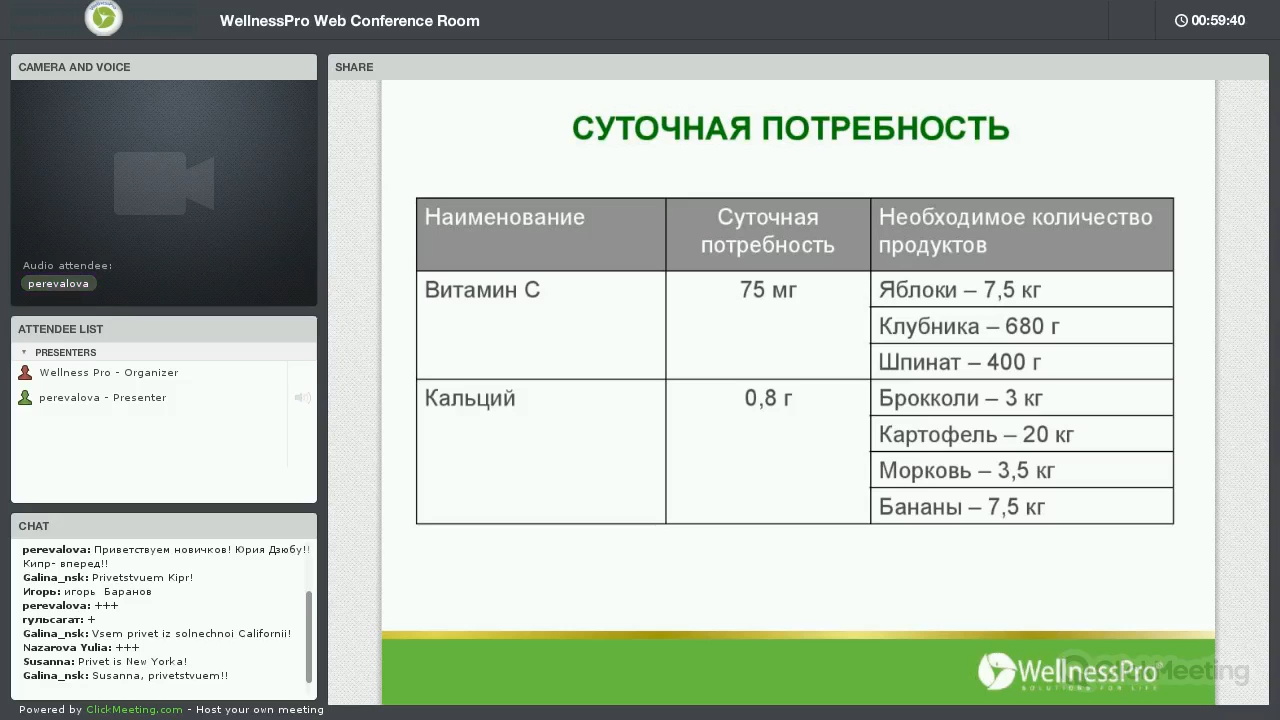 WellnessPro Web Conference Room
00:59:40
CAMERA AND VOICE
Audio attendee:
perevalova
ATTENDEE LIST
PRESENTERS
Wellness Pro - Organizer
perevalova - Presenter
CHAT
perevalova: Приветствуем новичков! Юрия Дзюбу!!
Кипр- вперед!!
Galina_nsk: Privetstvuem Kipr!
Игорь: игорь Баранов
perevalova: +++
гульсагат: +
Galina_nsk: Vsem privet iz solnechnoi Californii!
Nazarova Yulia: +++
Susanna: Privet is New Yorka!
Galina_nsk: Susanna, privetstvuem!!
Powered by ClickMeeting.com - Host your own meeting
SHARE
СУТОЧНАЯ ПОТРЕБНОСТЬ
Наименование
Суточная
потребность
Необходимое количество
продуктов
Витамин С
75 мг
Яблоки – 7,5 кг
Клубника – 680 г
Шпинат – 400 г
Кальций
0,8 г
Брокколи – 3 кг
Картофель – 20 кг
Морковь – 3,5 кг
Бананы – 7,5 кг
WellnessPro
SOLUTIONS FOR LIFE
Meeting